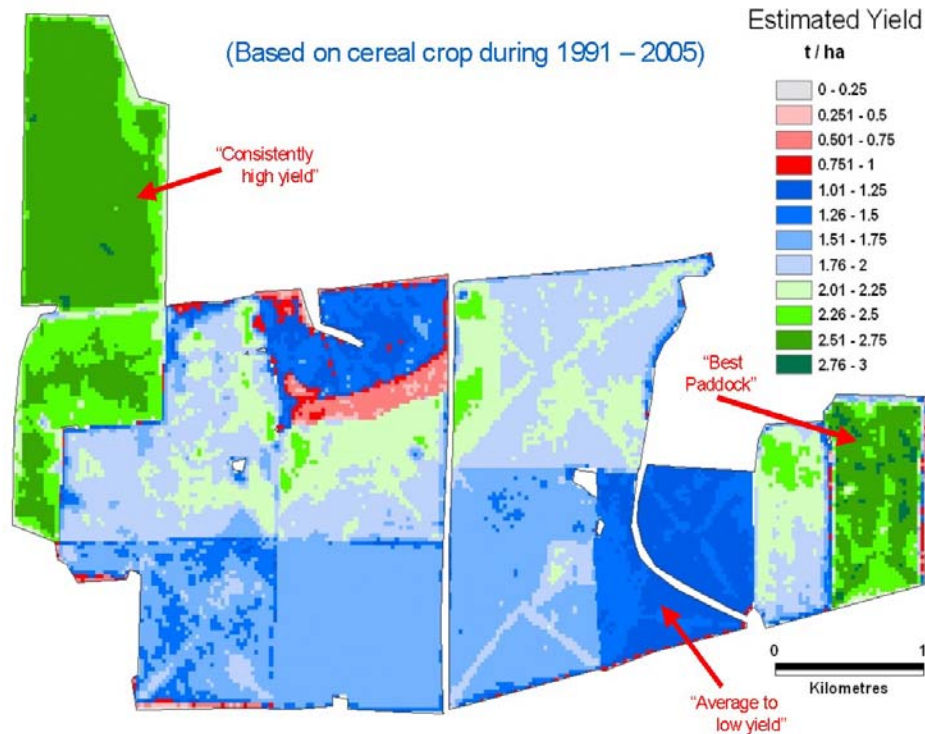 Estimated Yield
t / ha
(Based on cereal crop during 1991 – 2005)
0 - 0.25
0.251 - 0.5
0.501 - 0.75
0.751 - 1
1.01 - 1.25
1.26 - 1.5
1.51 - 1.75
1.76 - 2
2.01 - 2.25
2.26 - 2.5
2.51 - 2.75
2.76 - 3
“Consistently
high yield”
“Best
Paddock”
“Average to
low yield”
0 1
Kilometres